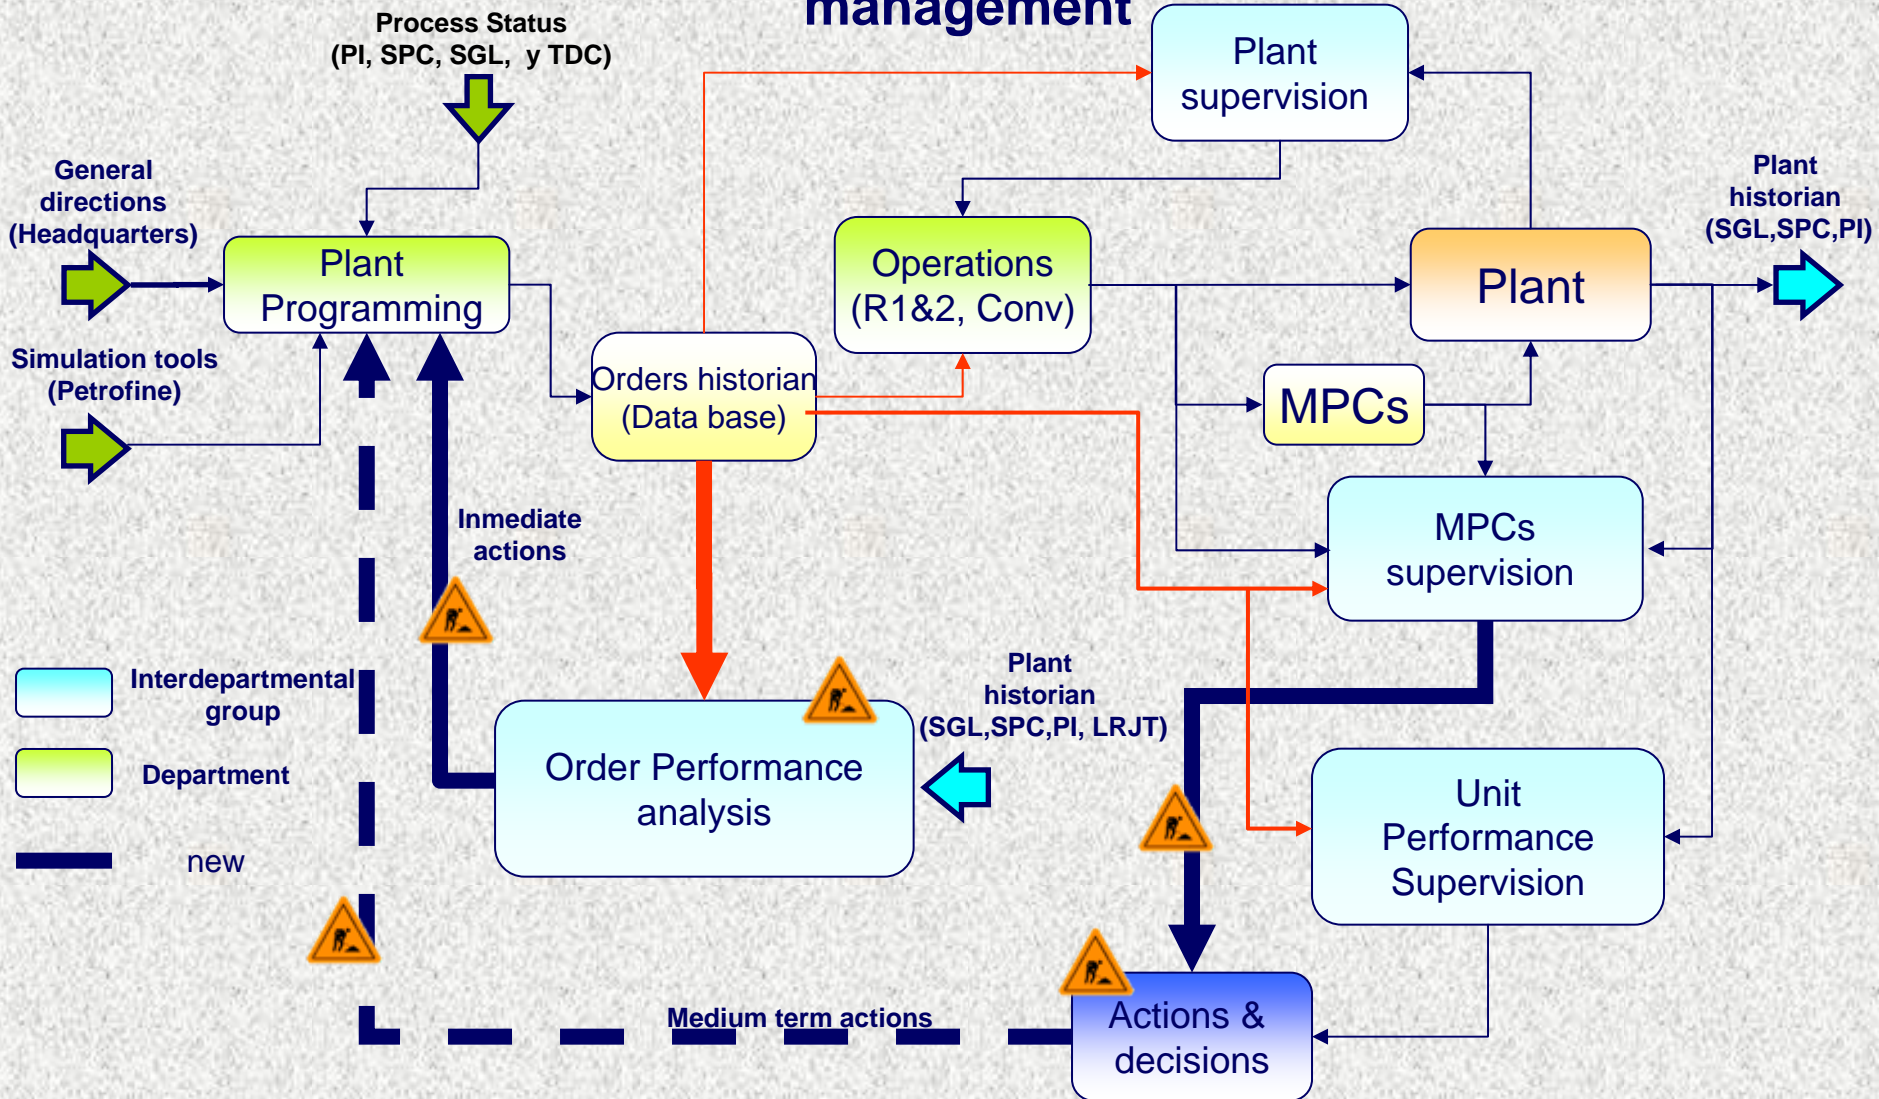 management
Process Status
(PI, SPC, SGL, y TDC)
Plant
supervision
General
directions
(Headquarters)
Plant
historian
(SGL,SPC,PI)
Plant
Programming
Operations
(R1&2, Conv)
Plant
Simulation tools
(Petrofine)
Orders historian
(Data base)
MPCs
Inmediate
actions
MPCs
supervision
Interdepartmental
group
Plant
historian
(SGL,SPC,PI, LRJT)
Department
Order Performance
analysis
Unit
Performance
Supervision
new
Medium term actions
Actions &
decisions